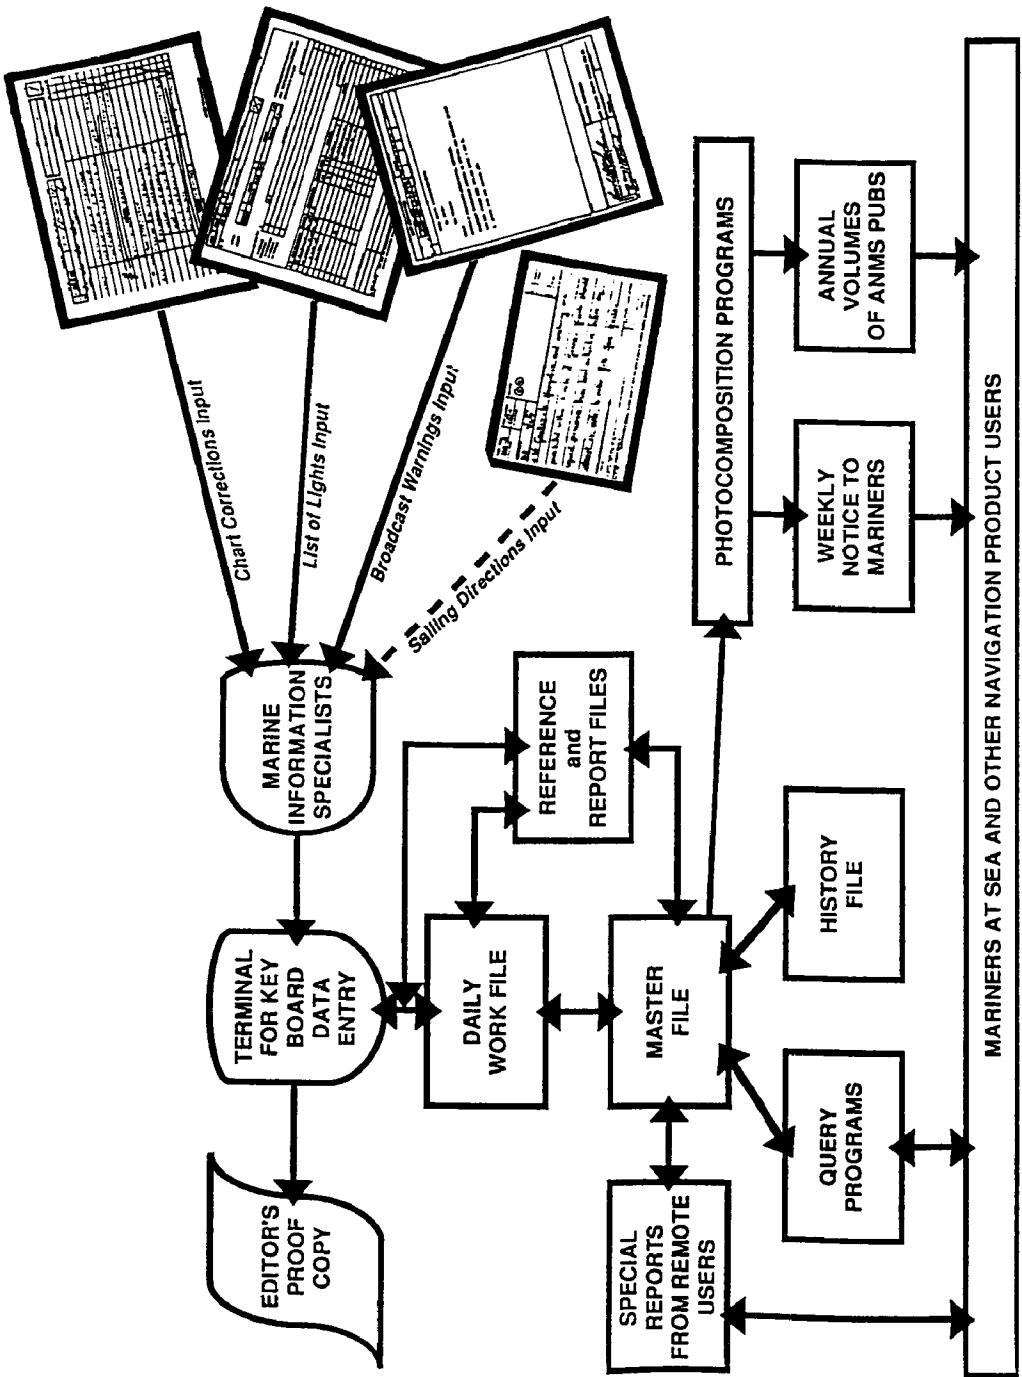 EDITOR'S
PROOF
COPY
TERMINAL
FOR KEY
BOARD
DATA
ENTRY
MARINE
INFORMATION
SPECIALISTS
Chart Corrections Input
List of Lights Input
Broadcast Warnings Input
Sailing Directions Input
DAILY
WORK FILE
REFERENCE
and
REPORT FILES
SPECIAL
REPORTS
FROM REMOTE
USERS
MASTER
FILE
PHOTOCOMPOSITION PROGRAMS
QUERY
PROGRAMS
HISTORY
FILE
WEEKLY
NOTICE TO
MARINERS
ANNUAL
VOLUMES
OF ANMS PUBS
MARINERS AT SEA AND OTHER NAVIGATION PRODUCT USERS